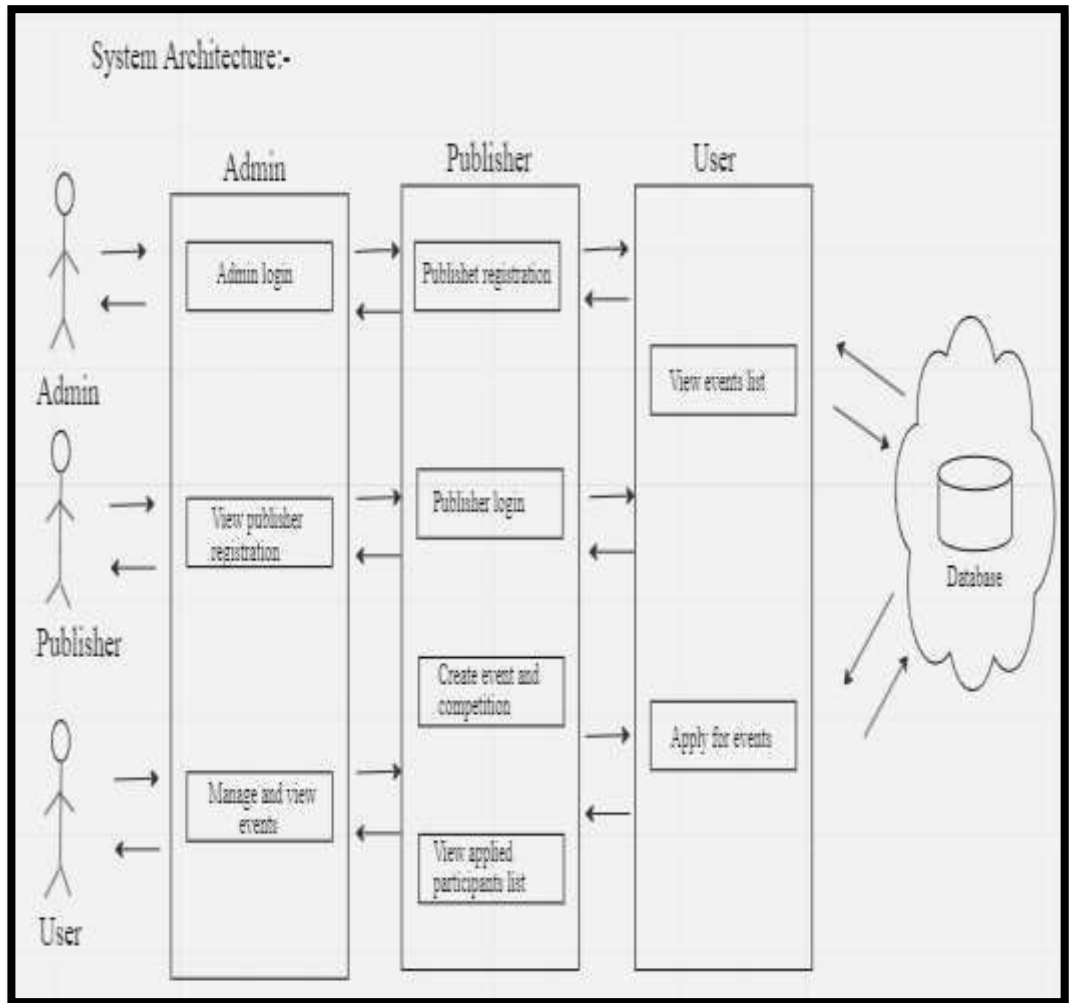 System Architecture:-
Admin
Publisher
User
Admin login
Publishet registration
View events list
Admin
Publisher login
View publisher
registration
Database
Publisher
Create event and
competition
Apply for events
Manage and view
events
View applied
participants list
User